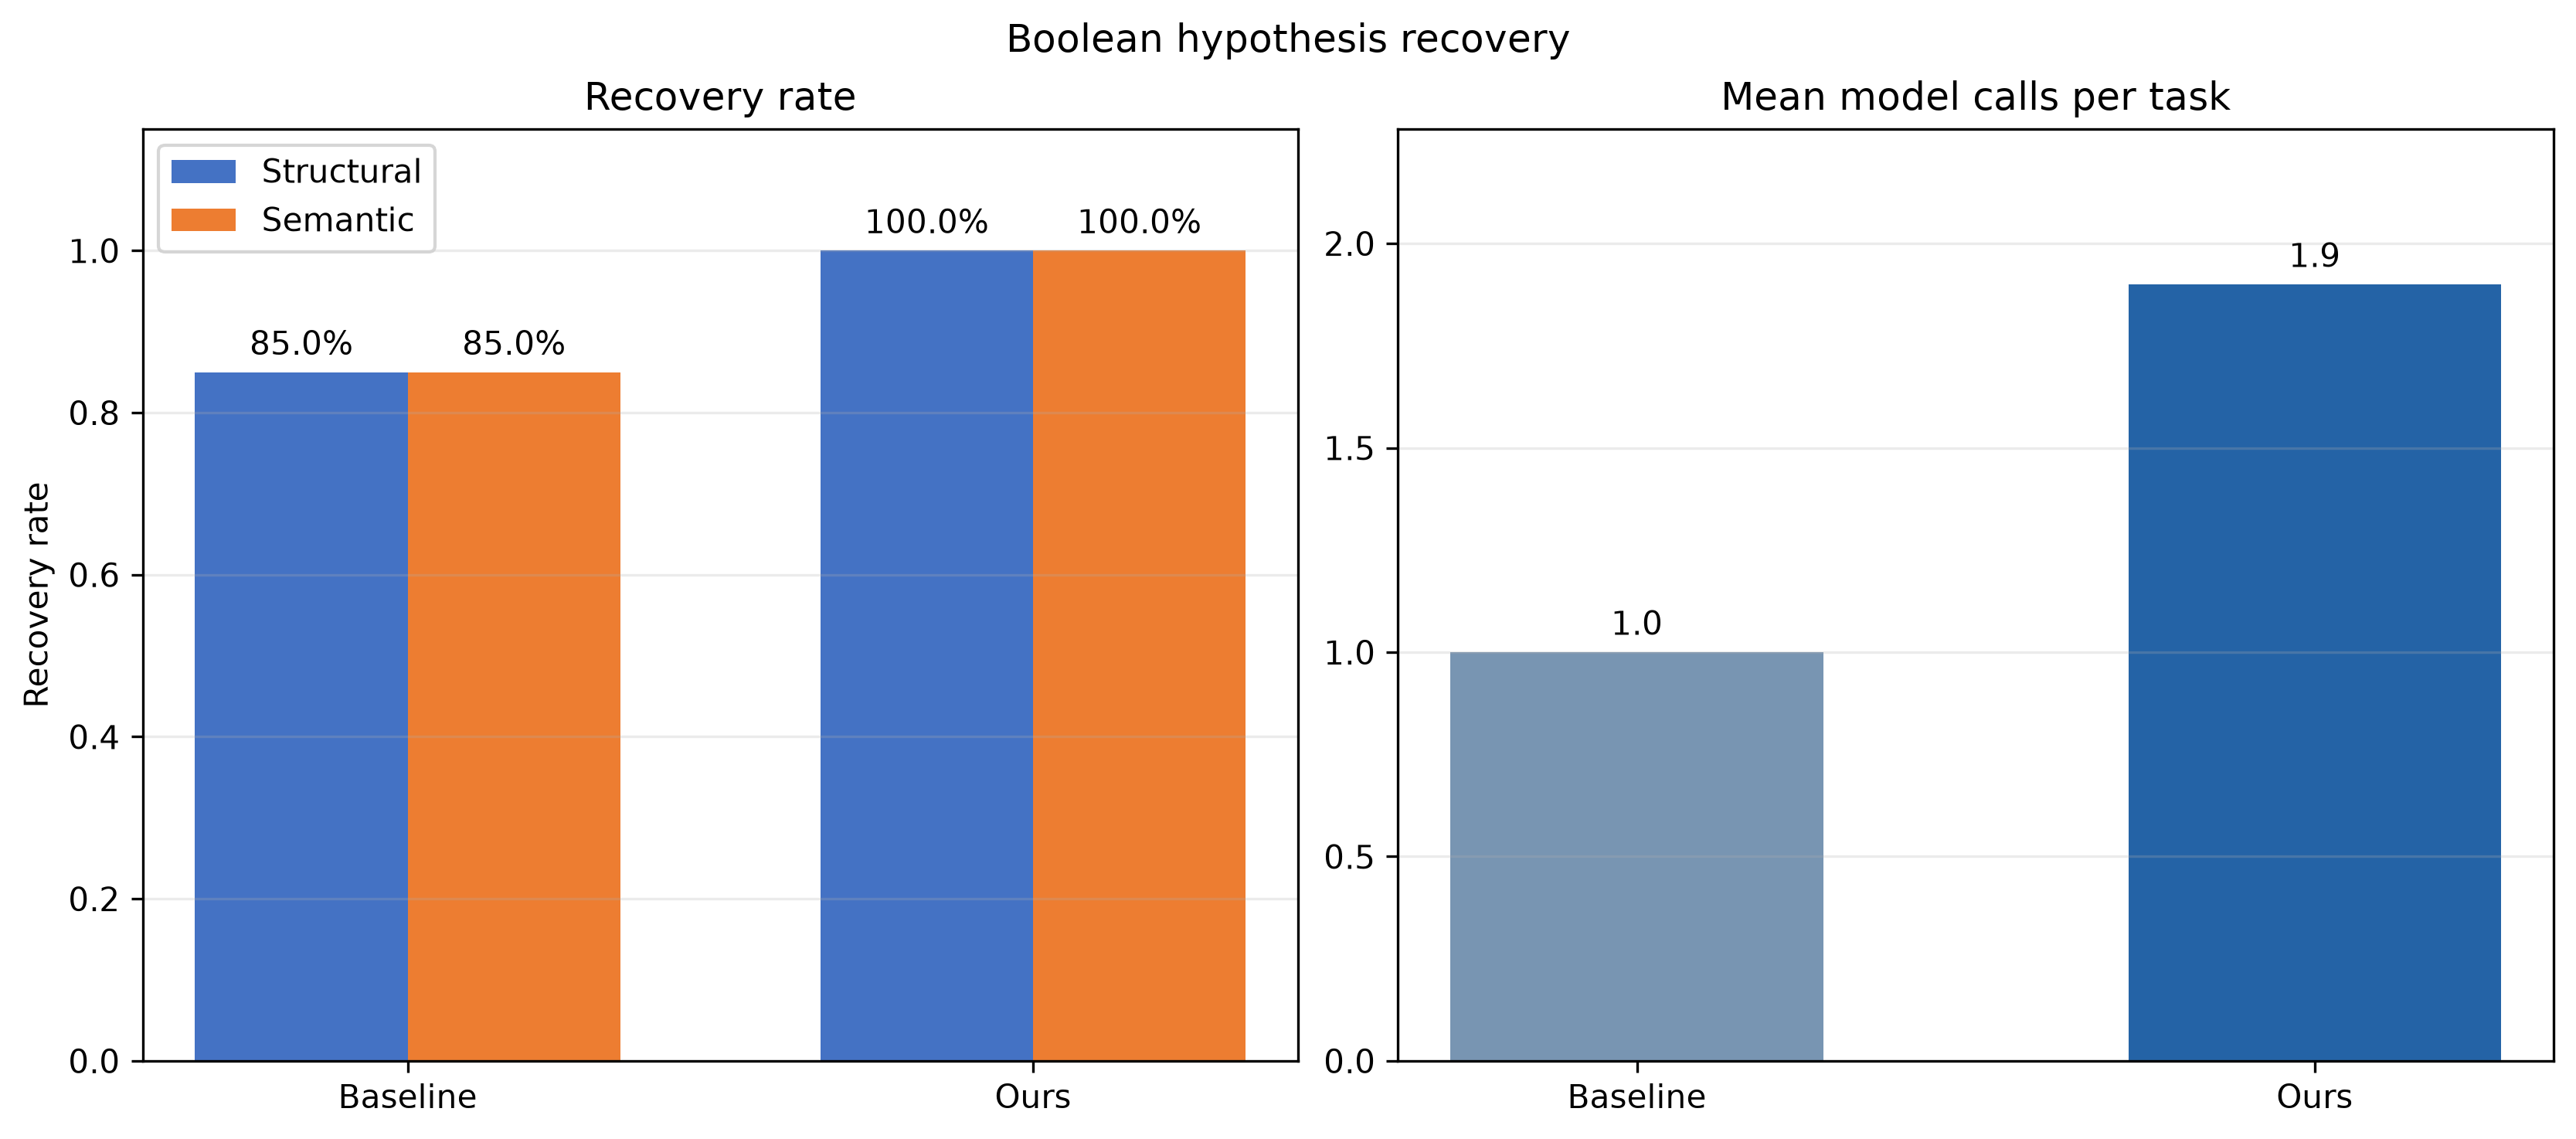 Boolean hypothesis recovery
Recovery rate
Structural
Semantic
100.0% 100.0%
85.0% 85.0%
Recovery rate
1.0
0.8
0.6
0.4
0.2
0.0
Baseline Ours
Mean model calls per task
2.0
1.5
1.0
0.5
0.0
1.0
1.9
Baseline Ours